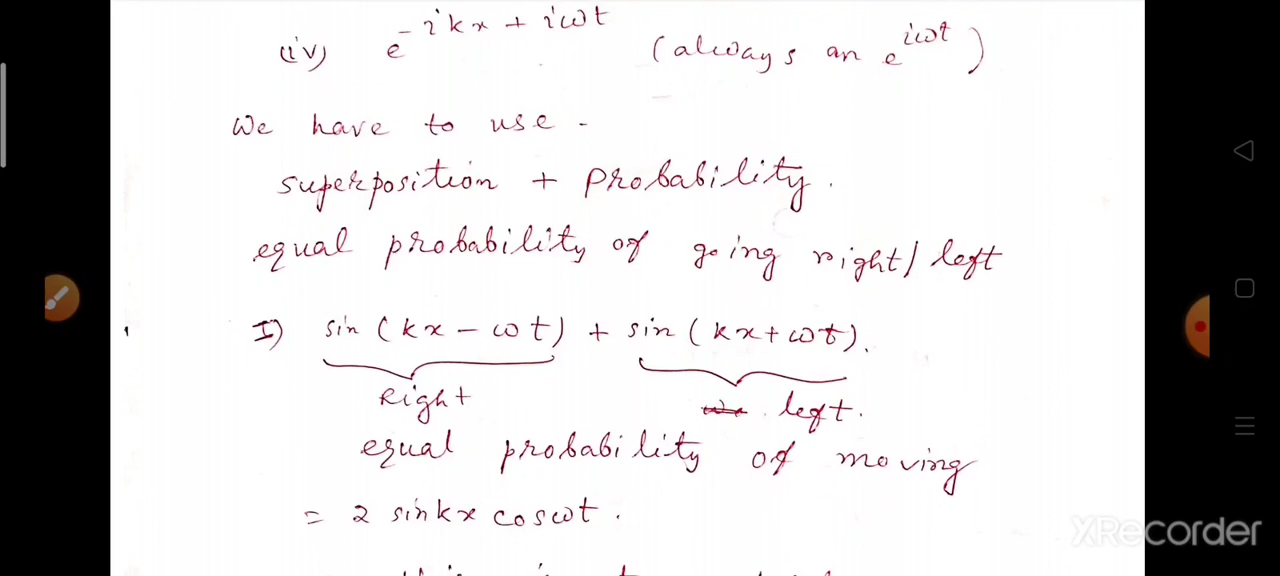 (iv) e^{-ikx + iωt} (always an e^{iωt})
We have to use -
superposition + probability.
equal probability of going right/left
I) sin(kx - ωt) + sin(kx + ωt).
Right left.
equal probability of moving
= 2 sinkx cosωt.
XRecorder